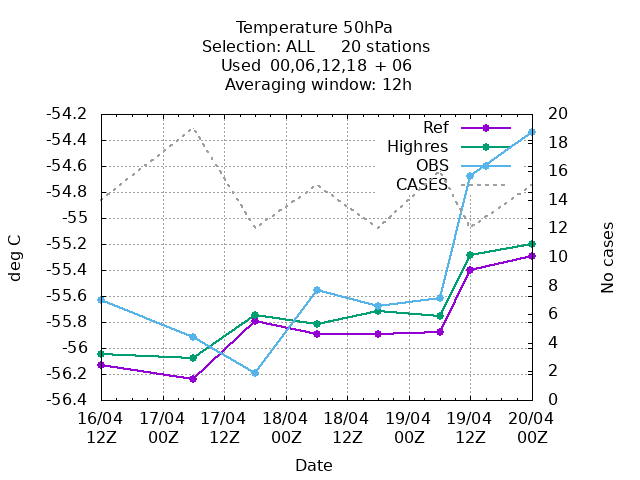 Temperature 50hPa
Selection: ALL 20 stations
Used 00,06,12,18 + 06
Averaging window: 12h
Ref
Highres
OBS
CASES
-54.2
-54.4
-54.6
-54.8
-55
-55.2
-55.4
-55.6
-55.8
-56
-56.2
-56.4
20
18
16
14
12
10
8
6
4
2
0
deg C
No cases
16/04 17/04 17/04 18/04 18/04 19/04 19/04 20/04
12Z 00Z 12Z 00Z 12Z 00Z 12Z 00Z
Date